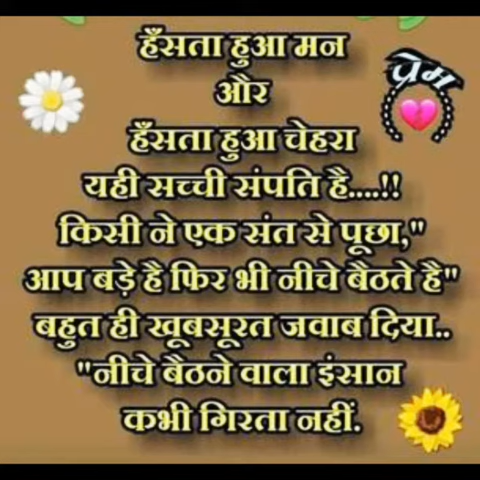 हँसता हुआ मन
और
प्रेम
हँसता हुआ चेहरा
यही सच्ची संपति है....!!
किसी ने एक संत से पूछा,"
आप बड़े है फिर भी नीचे बैठते है"
बहुत ही खूबसूरत जवाब दिया..
"नीचे बैठने वाला इंसान
कभी गिरता नहीं.